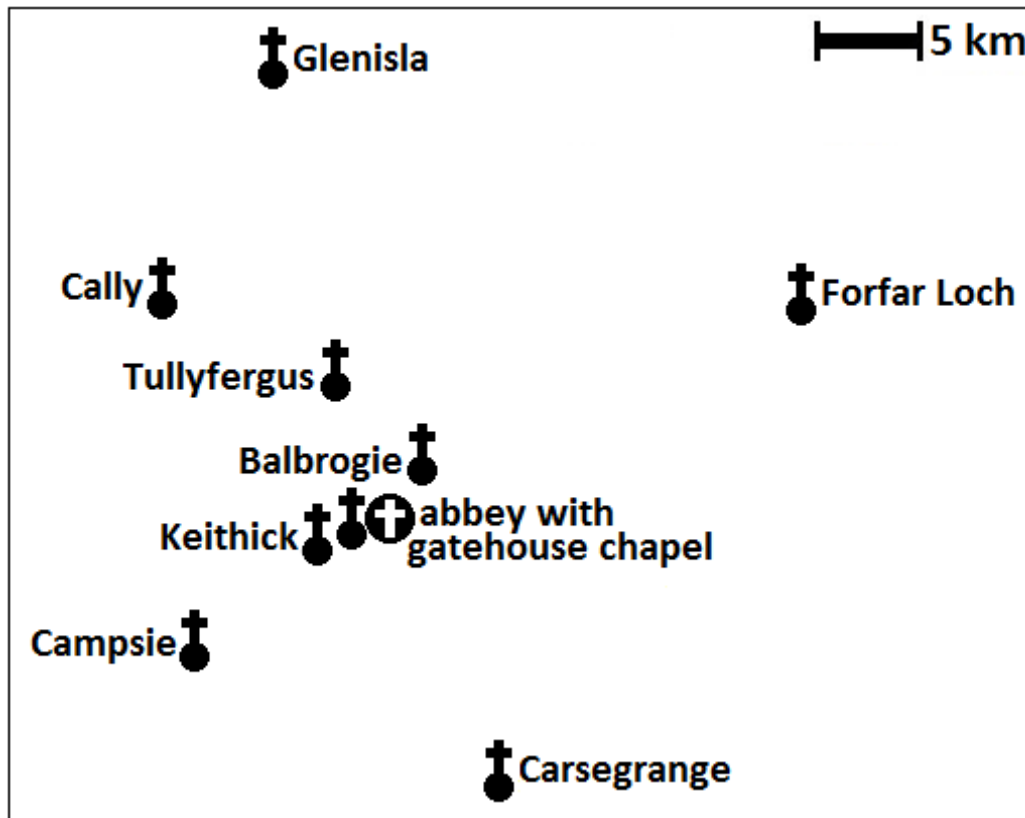 Glenisla
5 km
Cally
Forfar Loch
Tullyfergus
Balbrogie
abbey with
Keithick
gatehouse chapel
Campsie
Carsegrange